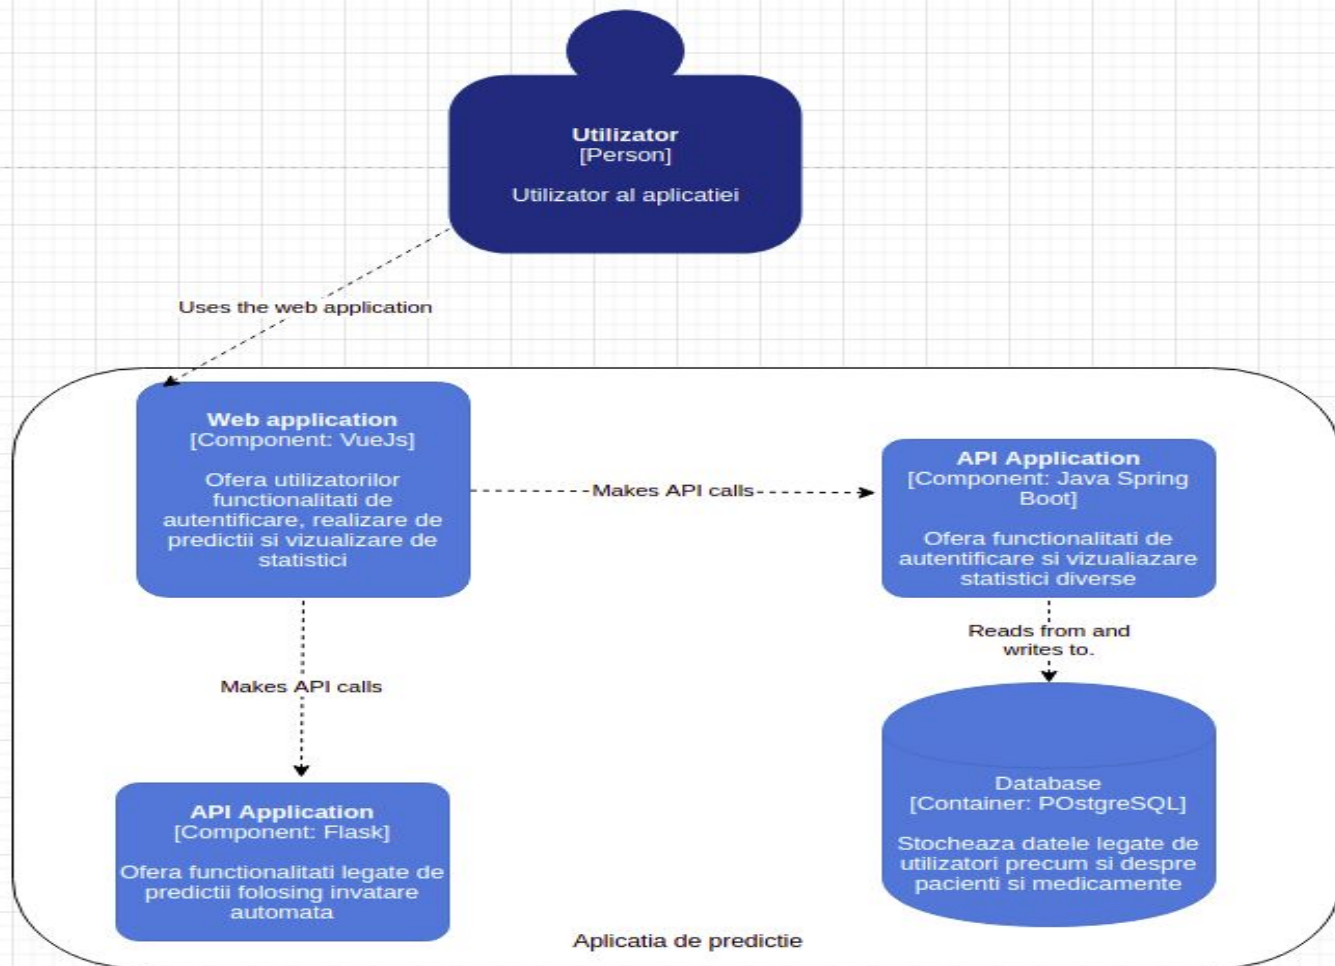 Utilizator
[Person]
Utilizator al aplicatiei
Uses the web application
Web application
[Component: VueJs]
Ofera utilizatorilor
functionalitati de
autentificare, realizare de
predictii si vizualizare de
statistici
Makes API calls
API Application
[Component: Java Spring
Boot]
Ofera functionalitati de
autentificare si vizualiazare
statistici diverse
Reads from and
writes to.
Makes API calls
API Application
[Component: Flask]
Ofera functionalitati legate de
predictii folosing invatare
automata
Database
[Container: POstgreSQL]
Stocheaza datele legate de
utilizatori precum si despre
pacienti si medicamente
Aplicatia de predictie